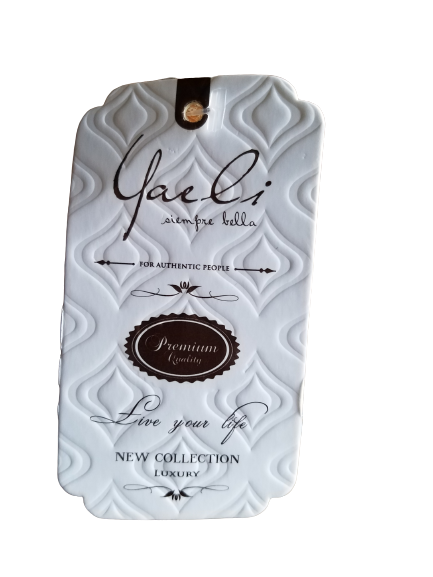 Yaeli
siempre bella
FOR AUTHENTIC PEOPLE
Premium
Quality
Live your life
NEW COLLECTION
LUXURY